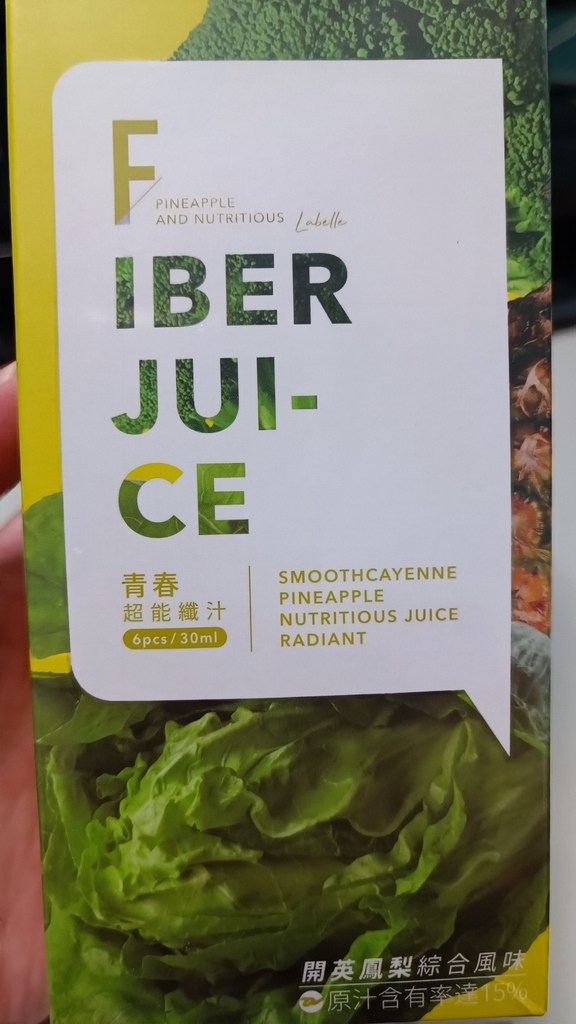 F
PINEAPPLE
AND NUTRITIOUS Labelle
IBER
JUI-
CE
青春
超能纖汁
6pcs/30ml
SMOOTHCAYENNE
PINEAPPLE
NUTRITIOUS JUICE
RADIANT
開英鳳梨綜合風味
原汁含有率達15%